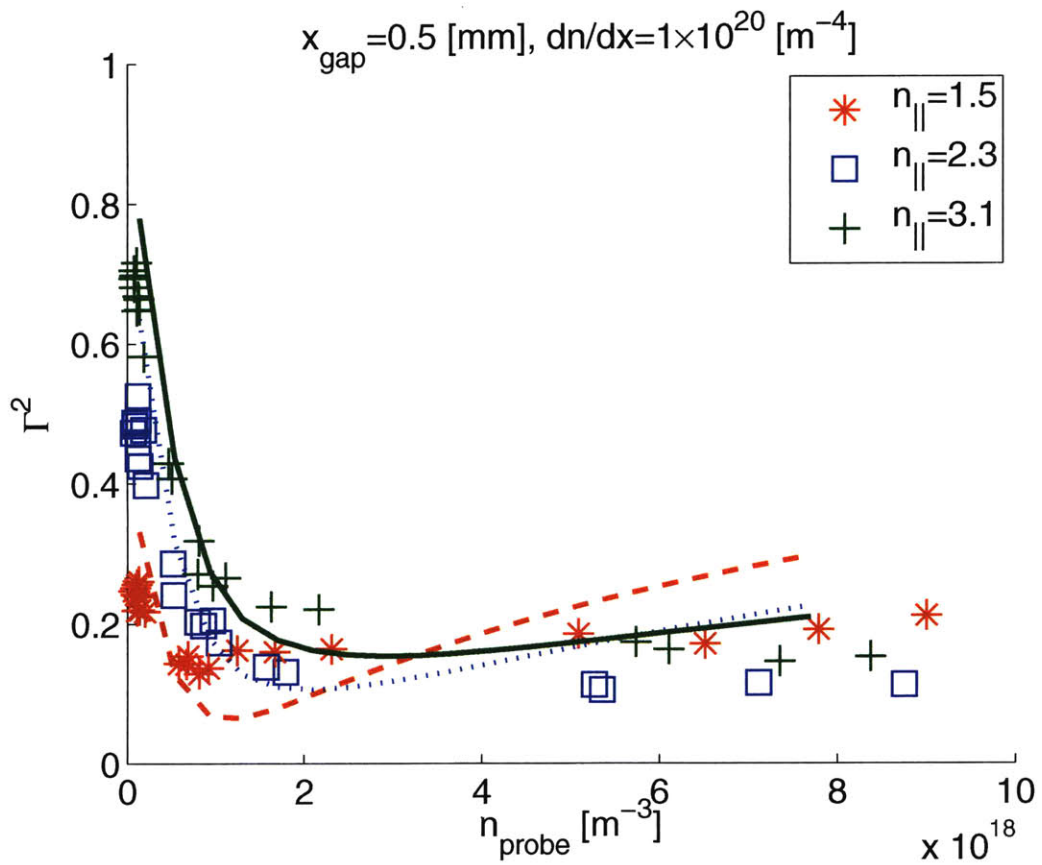 x_gap=0.5 [mm], dn/dx=1×10^20 [m^-4]
n_||=1.5
n_||=2.3
n_||=3.1
1
0.8
0.6
0.4
0.2
0
Γ^2
0 2 4 6 8 10
n_probe [m^-3]
x 10^18